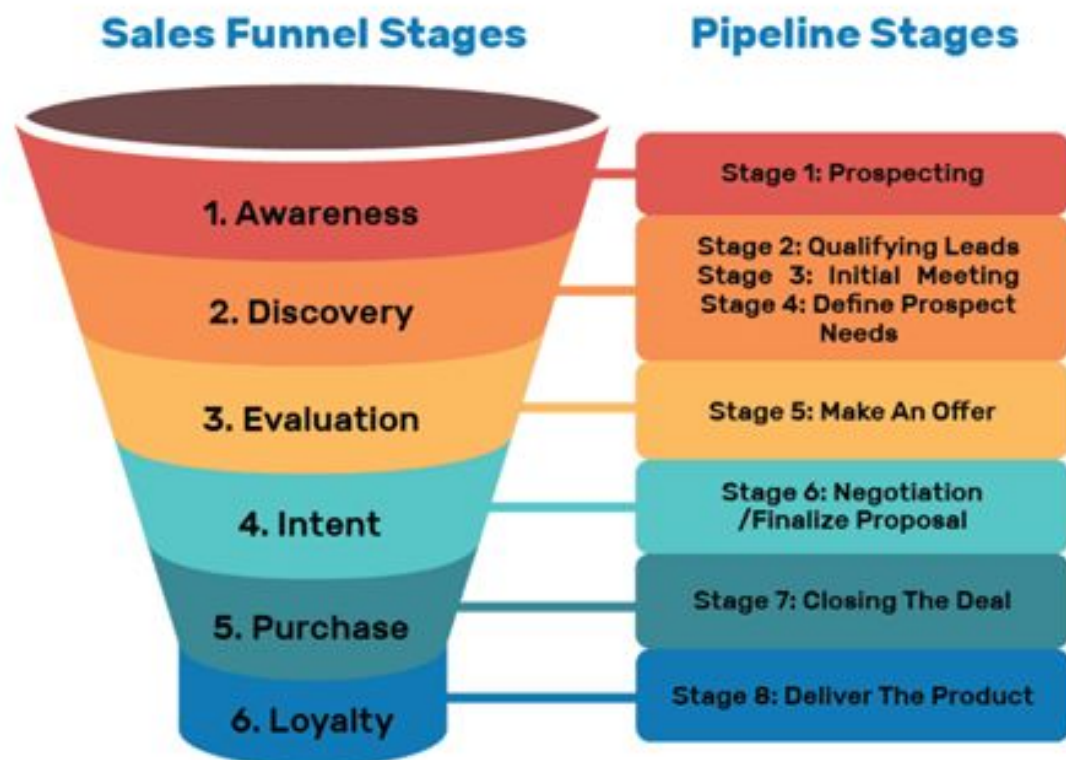 Sales Funnel Stages
Pipeline Stages
1. Awareness
2. Discovery
3. Evaluation
4. Intent
5. Purchase
6. Loyalty
Stage 1: Prospecting
Stage 2: Qualifying Leads
Stage 3: Initial Meeting
Stage 4: Define Prospect
Needs
Stage 5: Make An Offer
Stage 6: Negotiation
/Finalize Proposal
Stage 7: Closing The Deal
Stage 8: Deliver The Product